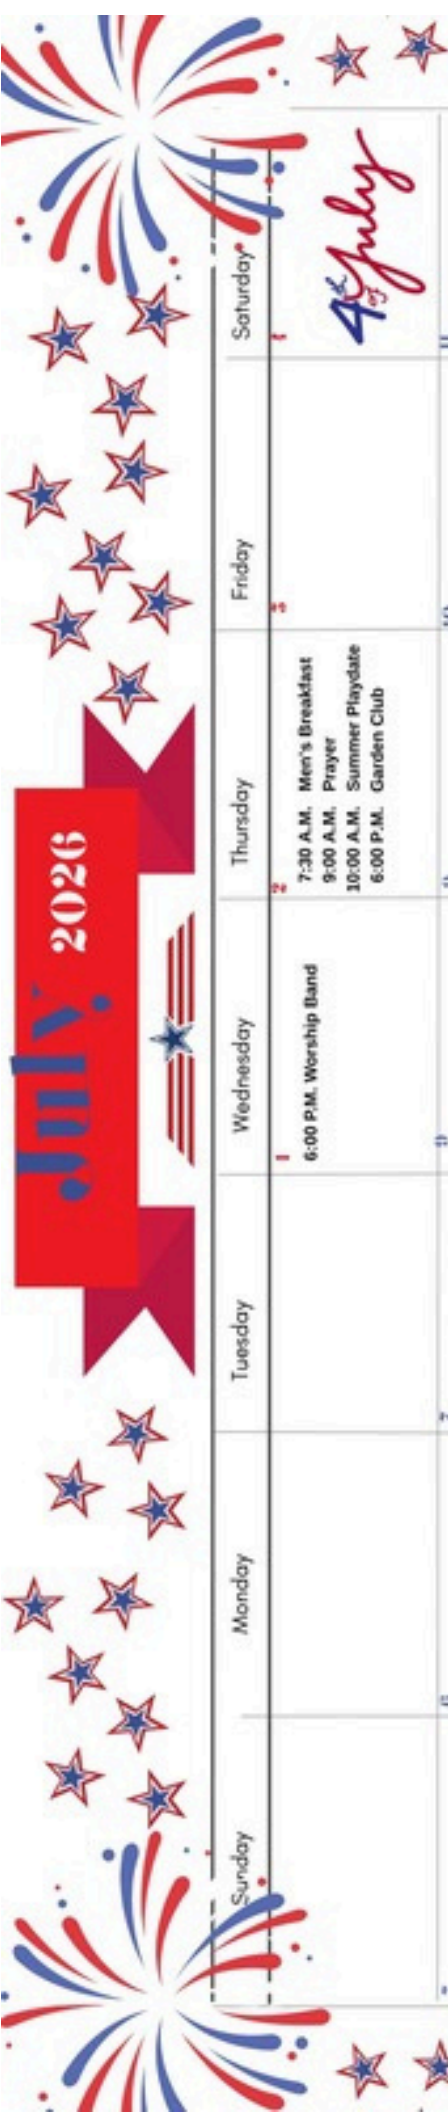 July 2026
Sunday Monday Tuesday Wednesday Thursday Friday Saturday
1
6:00 P.M. Worship Band
2
7:30 A.M. Men's Breakfast
9:00 A.M. Prayer
10:00 A.M. Summer Playdate
6:00 P.M. Garden Club
3
4th of July